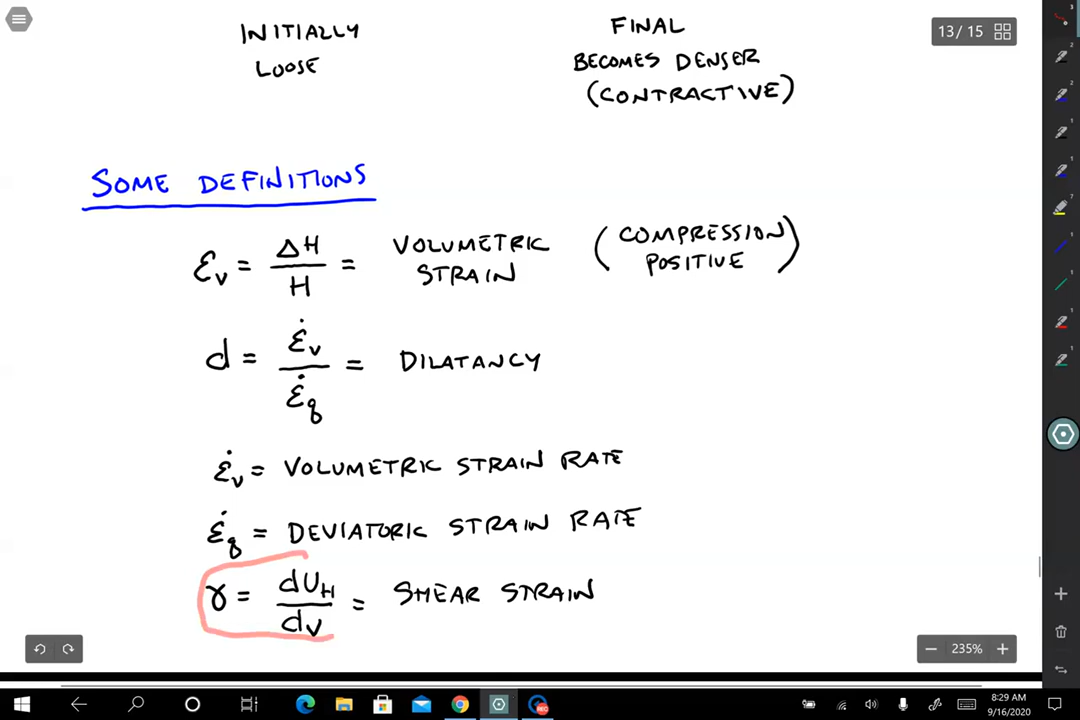 INITIALLY
LOOSE
FINAL
BECOMES DENSER
(CONTRACTIVE)
13 / 15
SOME DEFINITIONS
εv = ΔH / H = VOLUMETRIC STRAIN (COMPRESSION POSITIVE)
d = ε̇v / ε̇q = DILATANCY
ε̇v = VOLUMETRIC STRAIN RATE
ε̇q = DEVIATORIC STRAIN RATE
γ = dUH / dv = SHEAR STRAIN
235%
8:29 AM
9/16/2020